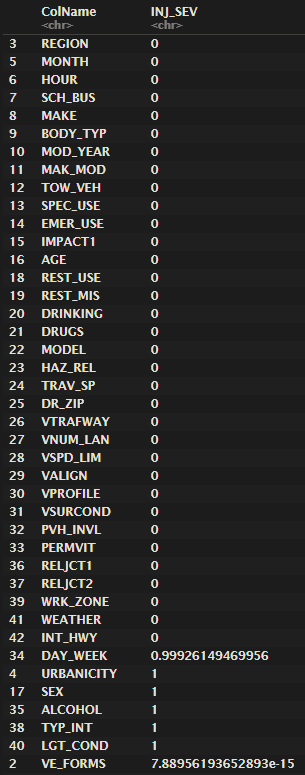 ColName INJ_SEV
<chr> <chr>
3 REGION 0
5 MONTH 0
6 HOUR 0
7 SCH_BUS 0
8 MAKE 0
9 BODY_TYP 0
10 MOD_YEAR 0
11 MAK_MOD 0
12 TOW_VEH 0
13 SPEC_USE 0
14 EMER_USE 0
15 IMPACT1 0
16 AGE 0
18 REST_USE 0
19 REST_MIS 0
20 DRINKING 0
21 DRUGS 0
22 MODEL 0
23 HAZ_REL 0
24 TRAV_SP 0
25 DR_ZIP 0
26 VTRAFWAY 0
27 VNUM_LAN 0
28 VSPD_LIM 0
29 VALIGN 0
30 VPROFILE 0
31 VSURCOND 0
32 PVH_INVL 0
33 PERMVIT 0
36 RELJCT1 0
37 RELJCT2 0
39 WRK_ZONE 0
41 WEATHER 0
42 INT_HWY 0
34 DAY_WEEK 0.99926149469956
4 URBANICITY 1
17 SEX 1
35 ALCOHOL 1
38 TYP_INT 1
40 LGT_COND 1
2 VE_FORMS 7.88956193652893e-15